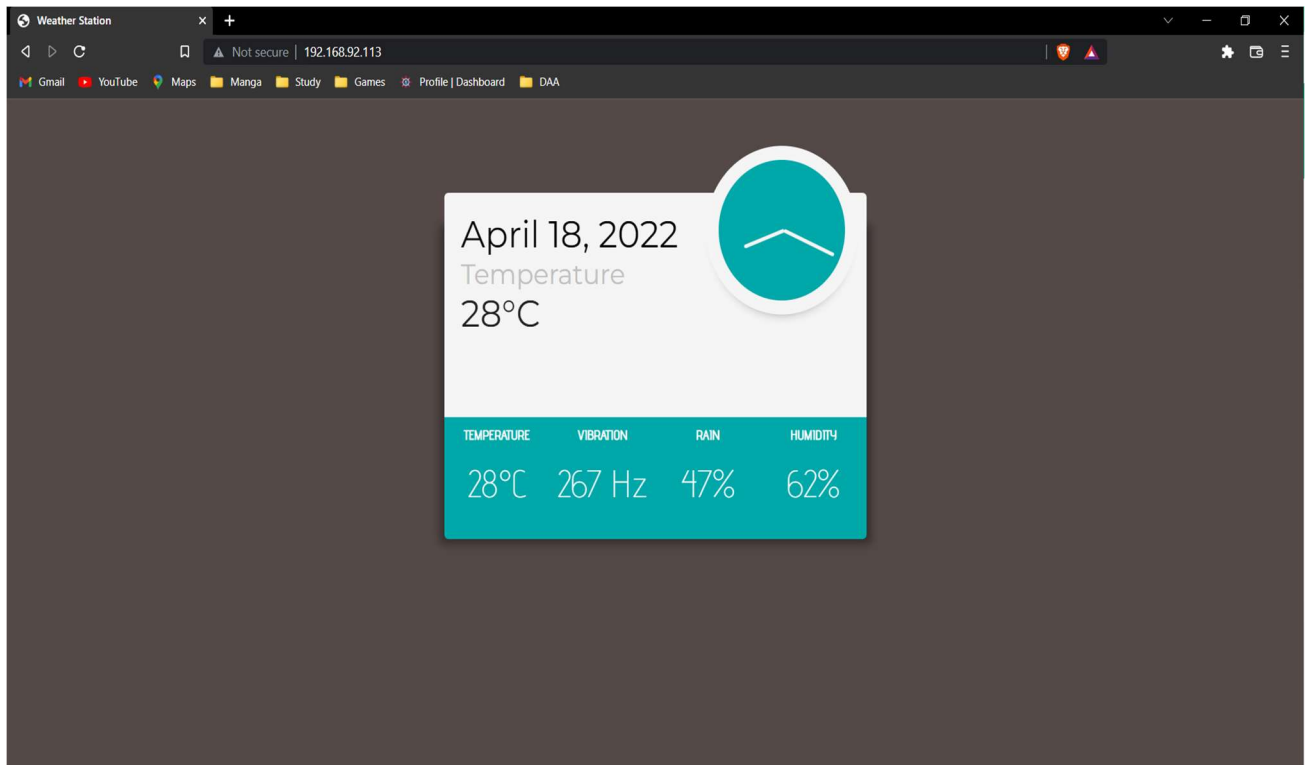 Weather Station
Not secure | 192.168.92.113
Gmail YouTube Maps Manga Study Games Profile | Dashboard DAA
April 18, 2022
Temperature
28°C
TEMPERATURE VIBRATION RAIN HUMIDITY
28°C 267 Hz 47% 62%